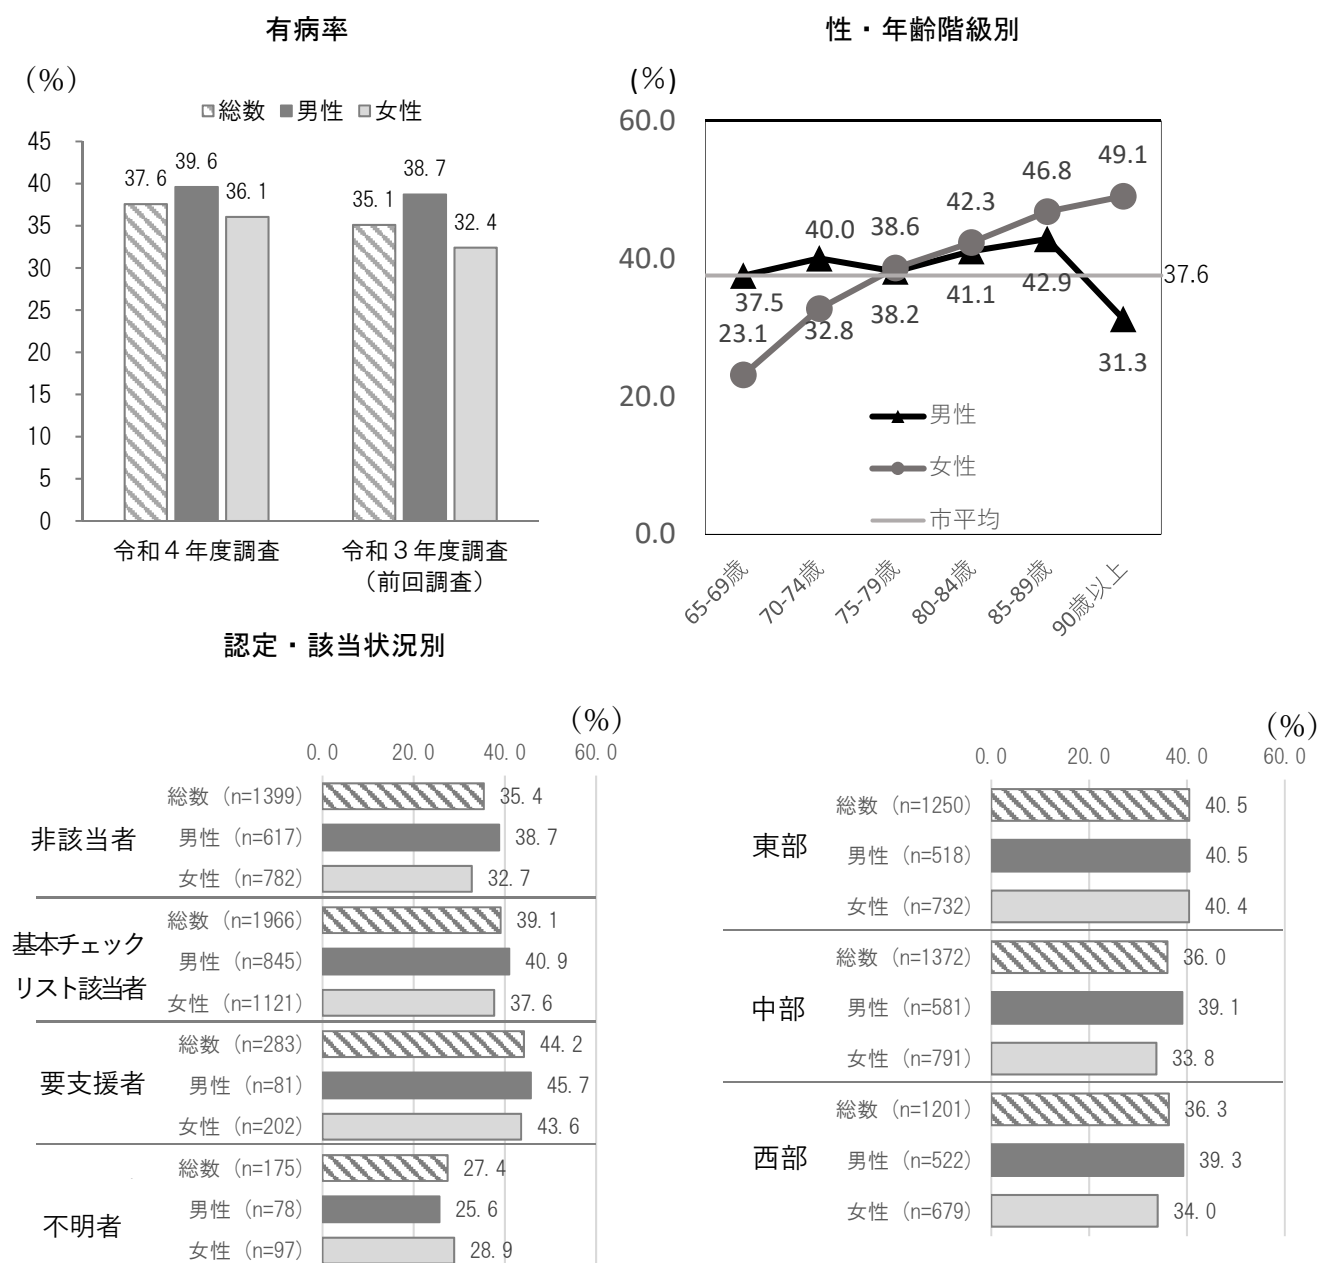 有病率
(%)
総数 男性 女性
45
40
35
30
25
20
15
10
5
0
37.6
39.6
36.1
35.1
38.7
32.4
令和4年度調査
令和3年度調査
（前回調査）
性・年齢階級別
(%)
60.0
40.0
20.0
0.0
37.5
40.0
38.2
41.1
42.9
31.3
23.1
32.8
38.6
42.3
46.8
49.1
37.6
男性
女性
市平均
65-69歳
70-74歳
75-79歳
80-84歳
85-89歳
90歳以上
認定・該当状況別
(%)
0.0 20.0 40.0 60.0
非該当者
総数（n=1399） 35.4
男性（n=617） 38.7
女性（n=782） 32.7
基本チェック
リスト該当者
総数（n=1966） 39.1
男性（n=845） 40.9
女性（n=1121） 37.6
要支援者
総数（n=283） 44.2
男性（n=81） 45.7
女性（n=202） 43.6
不明者
総数（n=175） 27.4
男性（n=78） 25.6
女性（n=97） 28.9
(%)
0.0 20.0 40.0 60.0
東部
総数（n=1250） 40.5
男性（n=518） 40.5
女性（n=732） 40.4
中部
総数（n=1372） 36.0
男性（n=581） 39.1
女性（n=791） 33.8
西部
総数（n=1201） 36.3
男性（n=522） 39.3
女性（n=679） 34.0